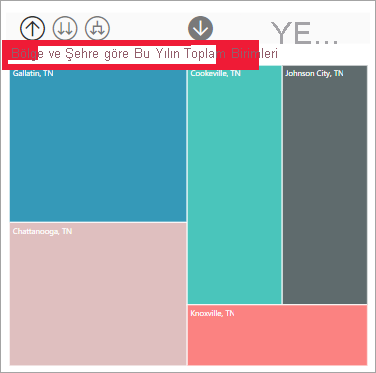 YE...
Bölge ve Şehre göre Bu Yılın Toplam Birimleri
Gallatin, TN
Cookeville, TN
Johnson City, TN
Chattanooga, TN
Knoxville, TN